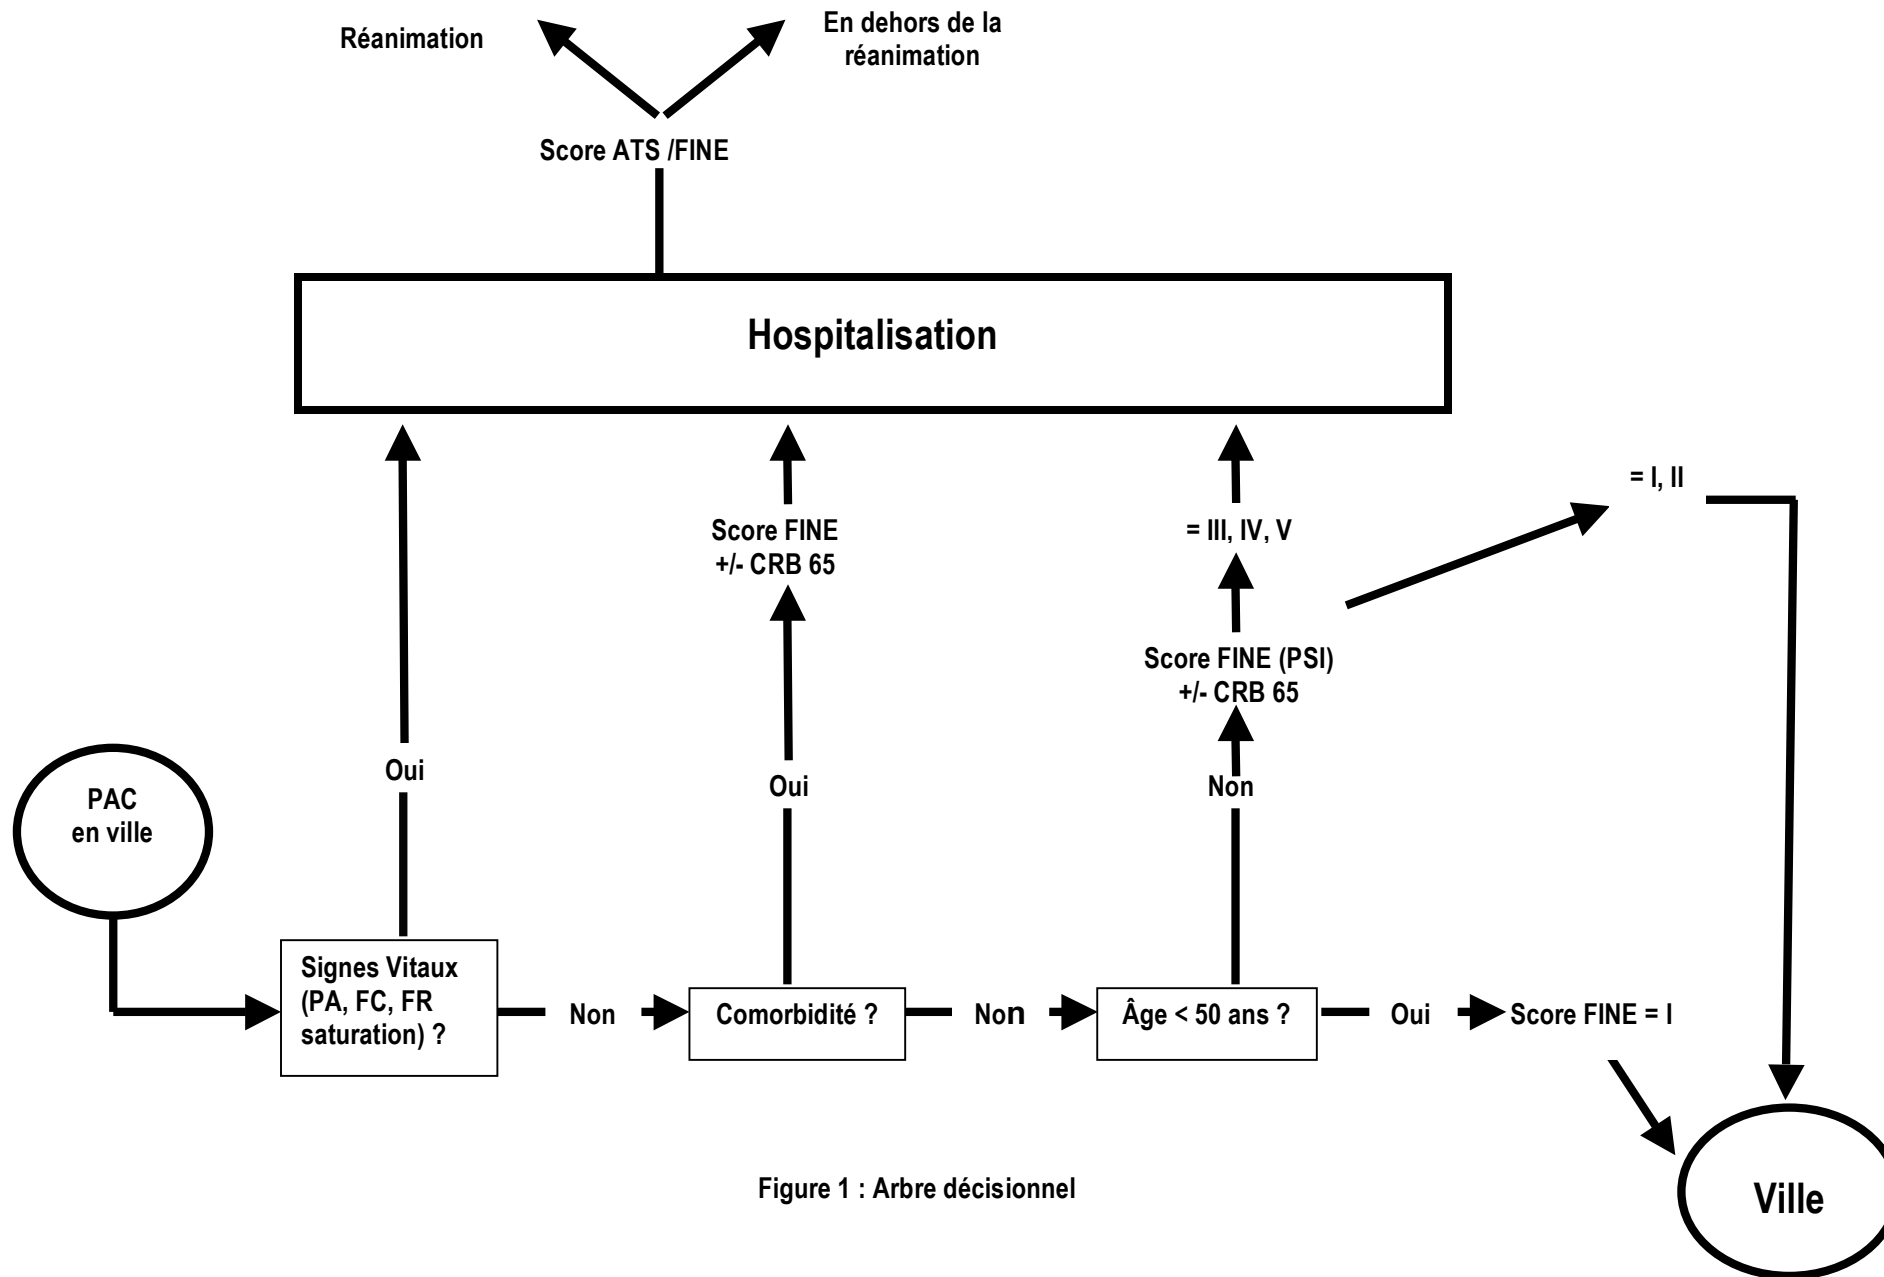 Réanimation
En dehors de la
réanimation
Score ATS /FINE
Hospitalisation
= I, II
Score FINE
+/- CRB 65
= III, IV, V
Score FINE (PSI)
+/- CRB 65
Oui
Oui
Non
PAC
en ville
Signes Vitaux
(PA, FC, FR
saturation) ?
Non
Comorbidité ?
Non
Âge < 50 ans ?
Oui
Score FINE = I
Ville
Figure 1 : Arbre décisionnel